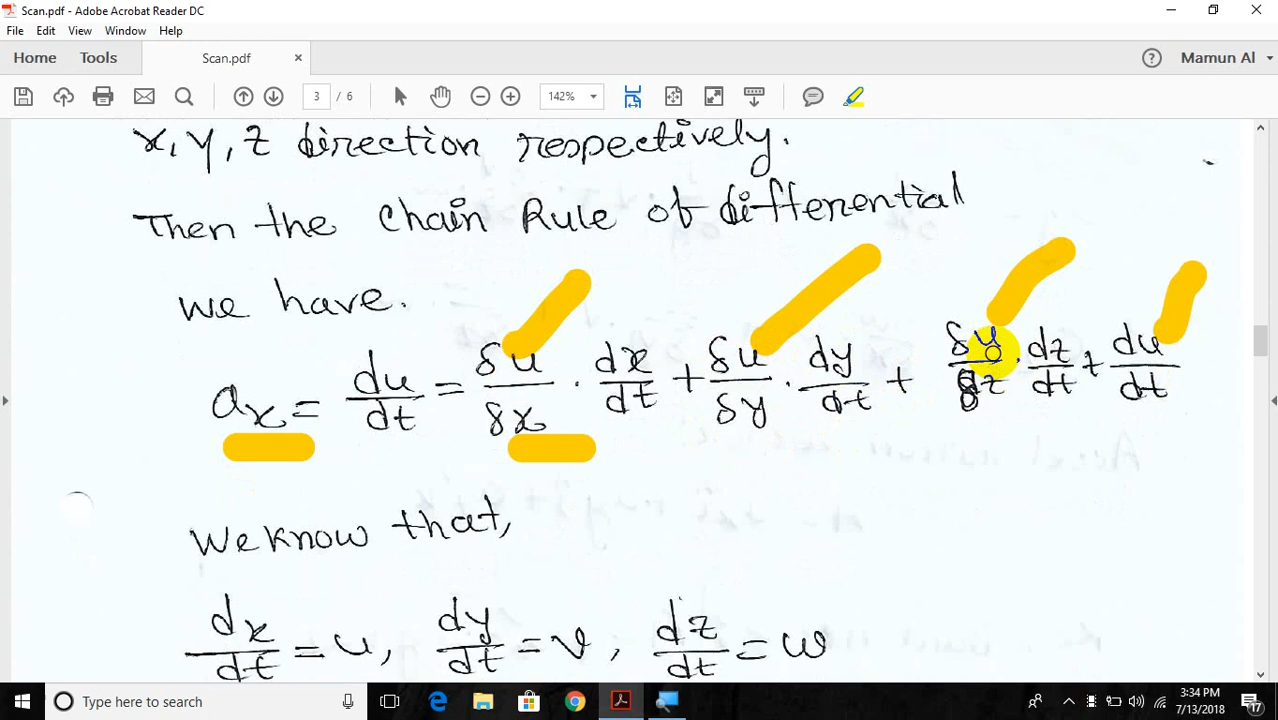 Scan.pdf - Adobe Acrobat Reader DC
File Edit View Window Help
Home Tools Scan.pdf × Mamun Al
3 / 6 142%
x, y, z direction respectively.
Then the Chain Rule of differential
we have.
aₓ = du/dt = δu/δx · dx/dt + δu/δy · dy/dt + δu/δz · dz/dt + du/dt
We know that,
dx/dt = u, dy/dt = v, dz/dt = w
Type here to search
3:34 PM
7/13/2018
17